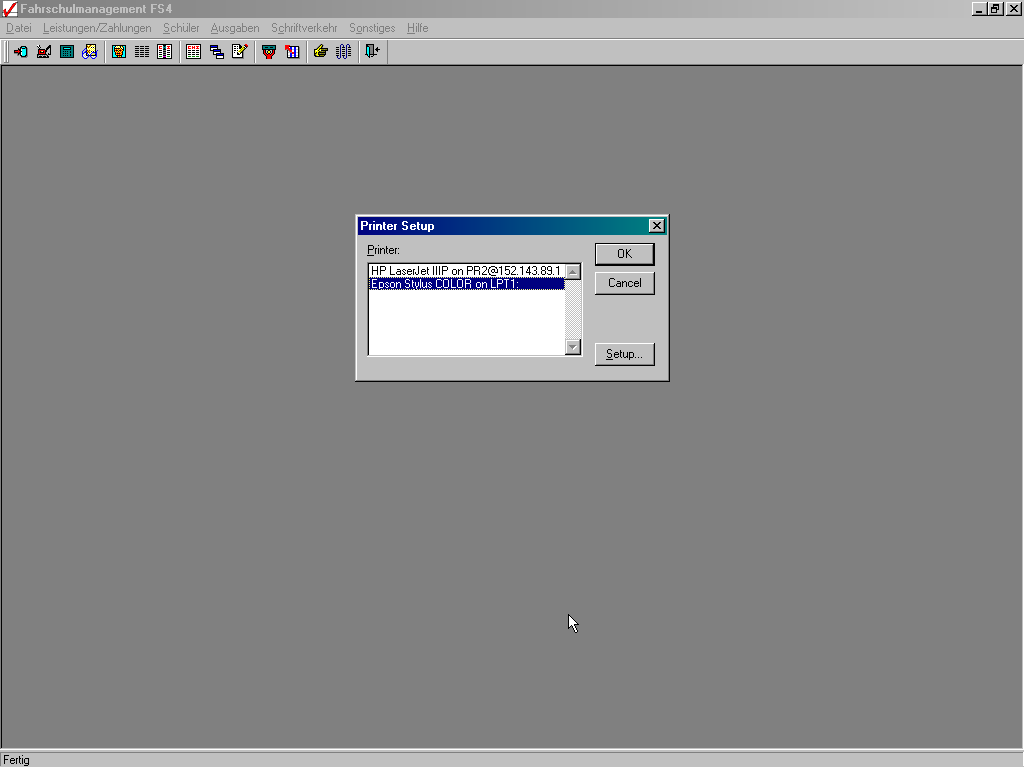 Fahrschulmanagement FS4
Datei Leistungen/Zahlungen Schüler Ausgaben Schriftverkehr Sonstiges Hilfe
Printer Setup
Printer:
HP LaserJet IIIP on PR2@152.143.89.1
Epson Stylus COLOR on LPT1:
OK
Cancel
Setup...
Fertig